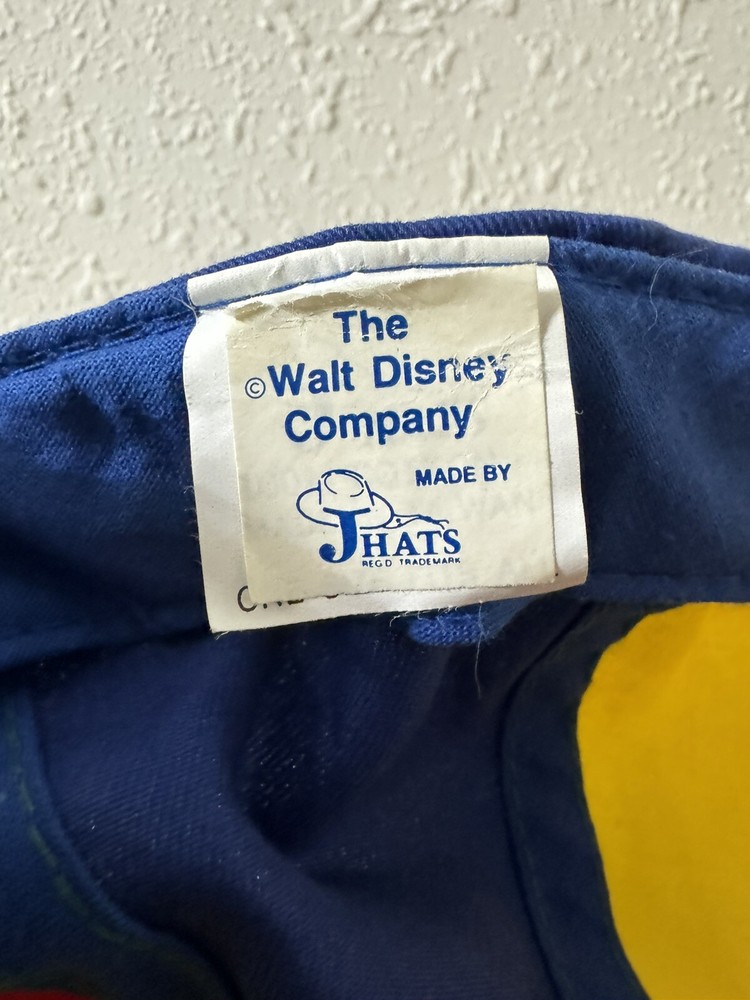 The
©Walt Disney
Company
MADE BY
JHATS
REG'D TRADEMARK